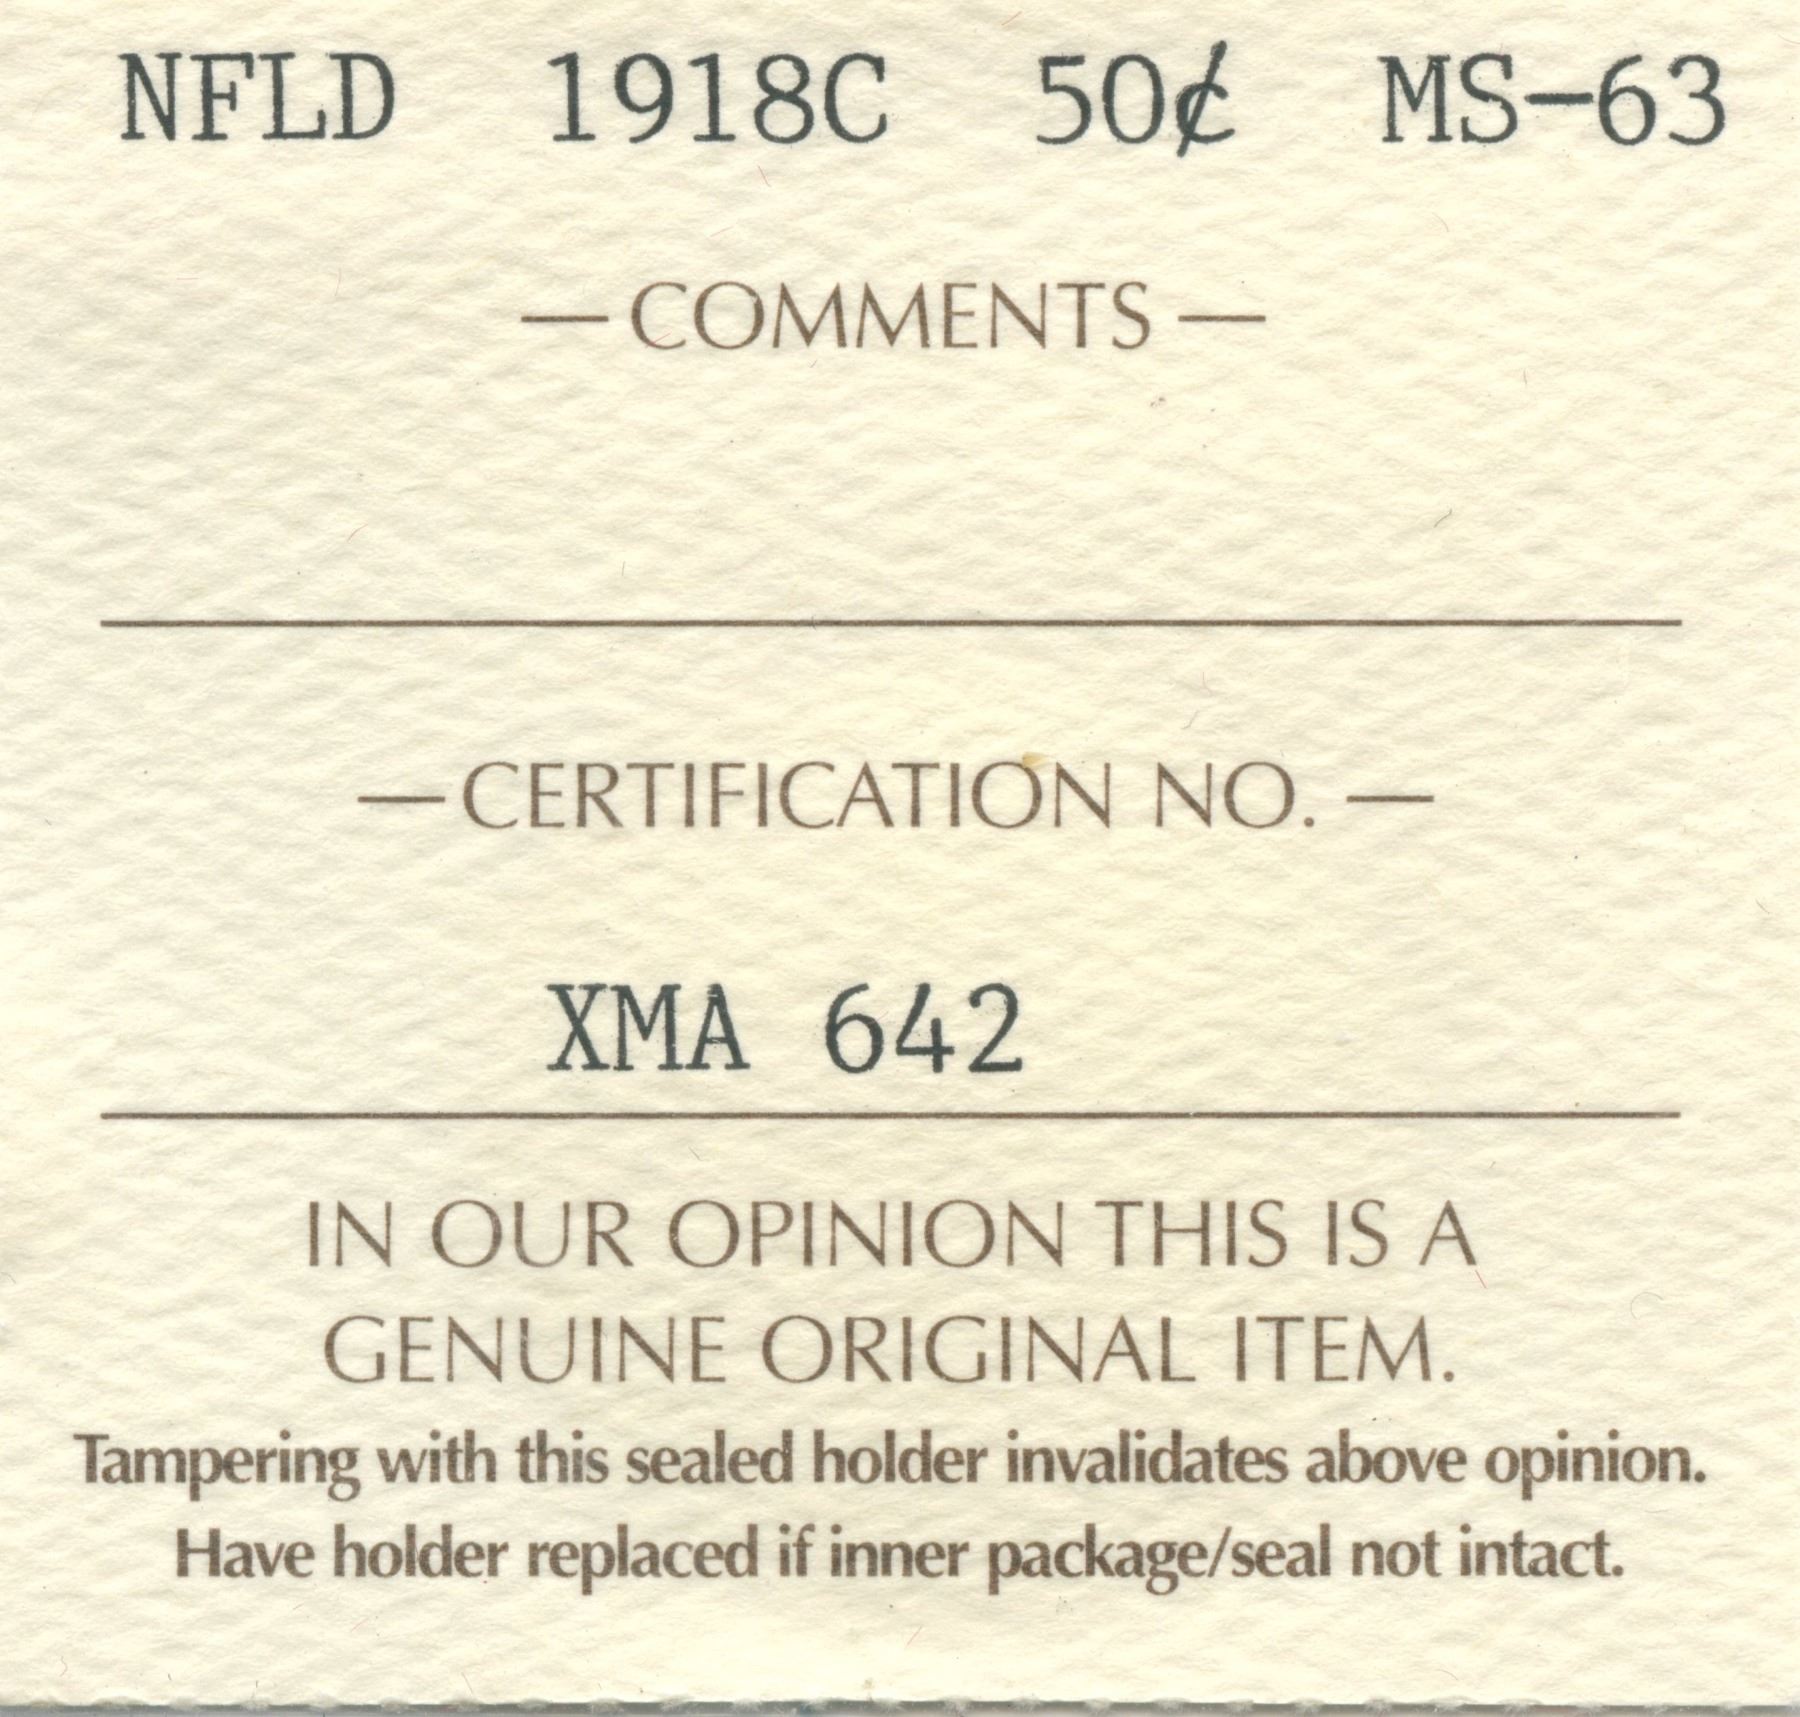 NFLD 1918C 50¢ MS-63
— COMMENTS —
— CERTIFICATION NO. —
XMA 642
IN OUR OPINION THIS IS A
GENUINE ORIGINAL ITEM.
Tampering with this sealed holder invalidates above opinion.
Have holder replaced if inner package/seal not intact.